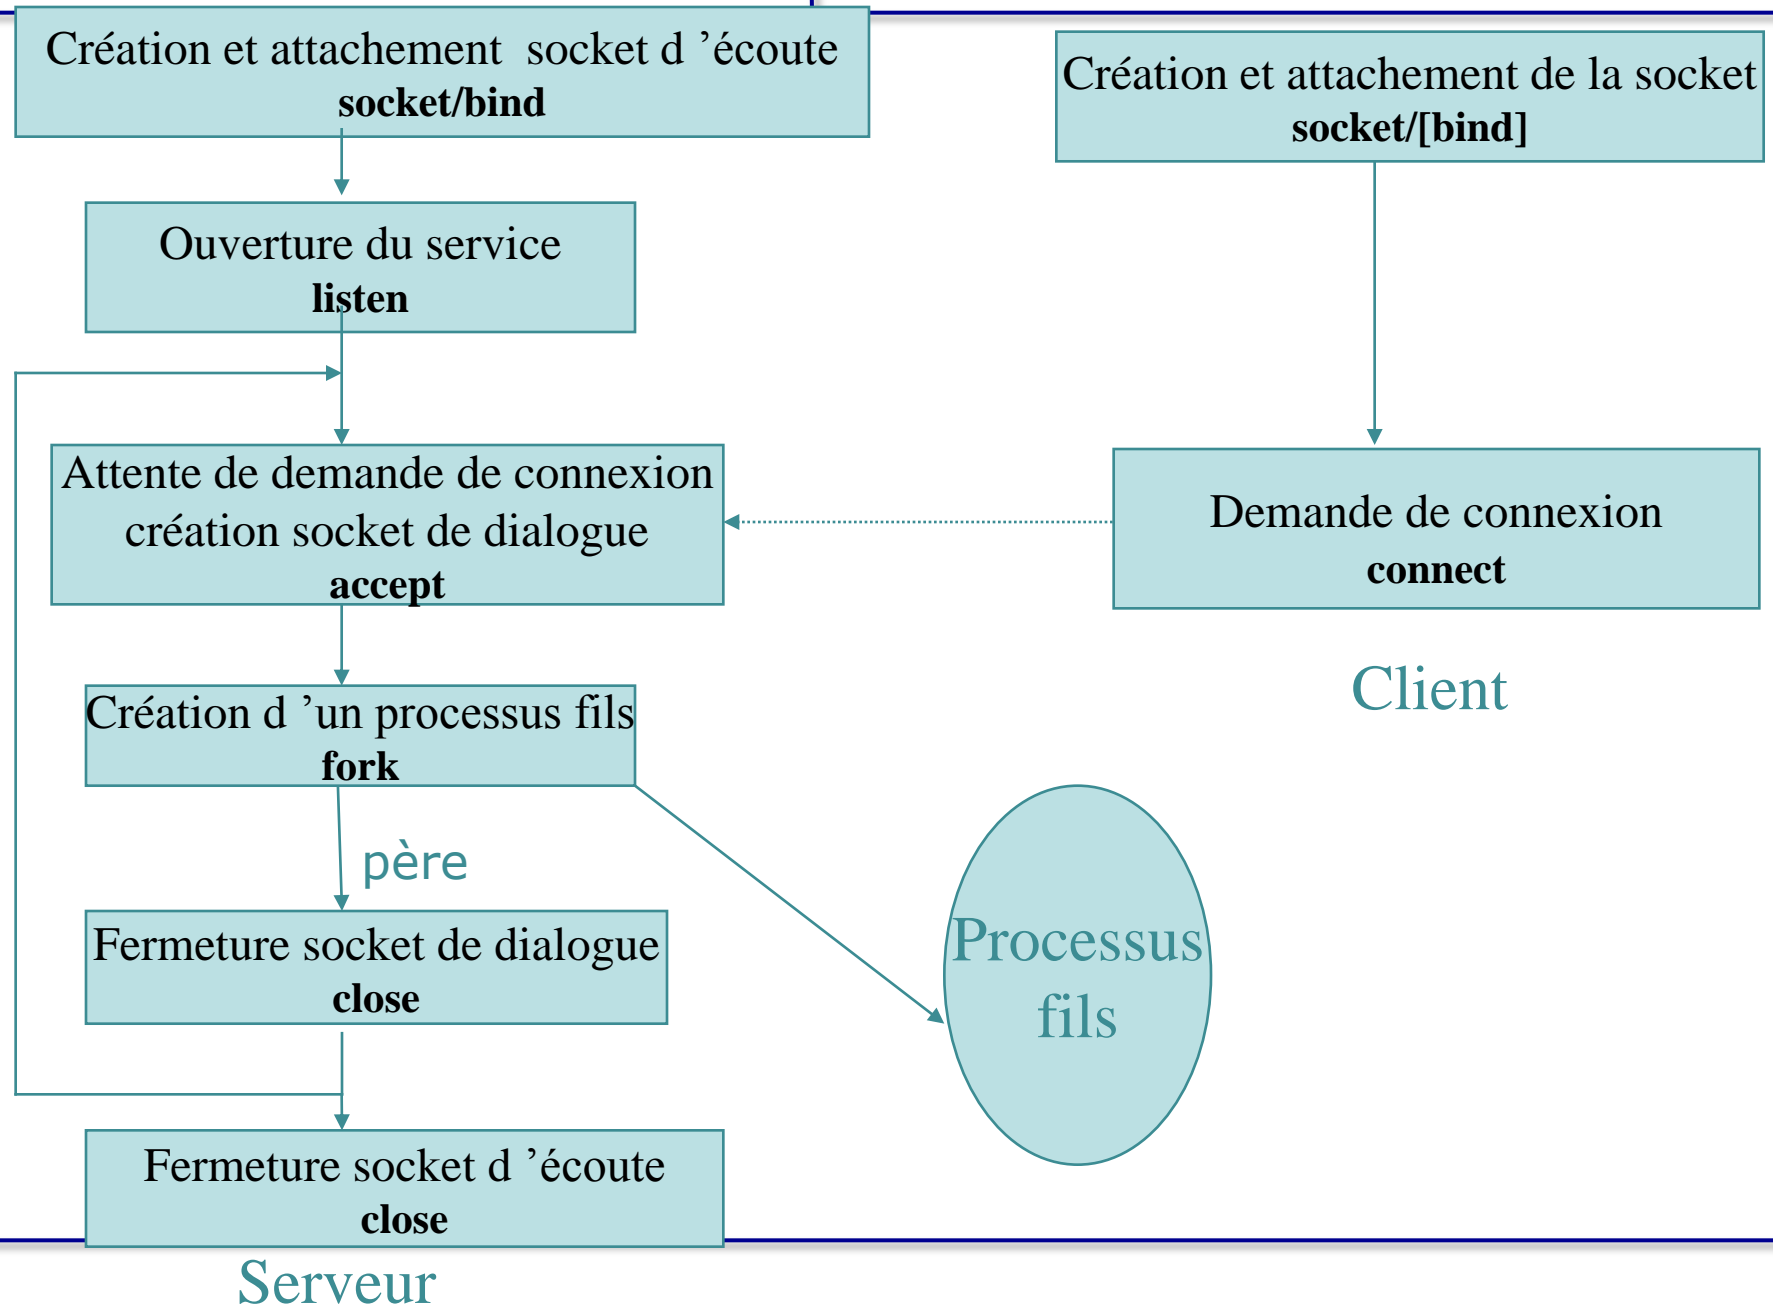 Création et attachement  socket d ’écoute
socket/bind
Création et attachement de la socket
socket/[bind]
Ouverture du service
listen
Attente de demande de connexion
création socket de dialogue
accept
Demande de connexion
connect
Client
Création d ’un processus fils
fork
père
Fermeture socket de dialogue
close
Processus
fils
Fermeture socket d ’écoute
close
Serveur